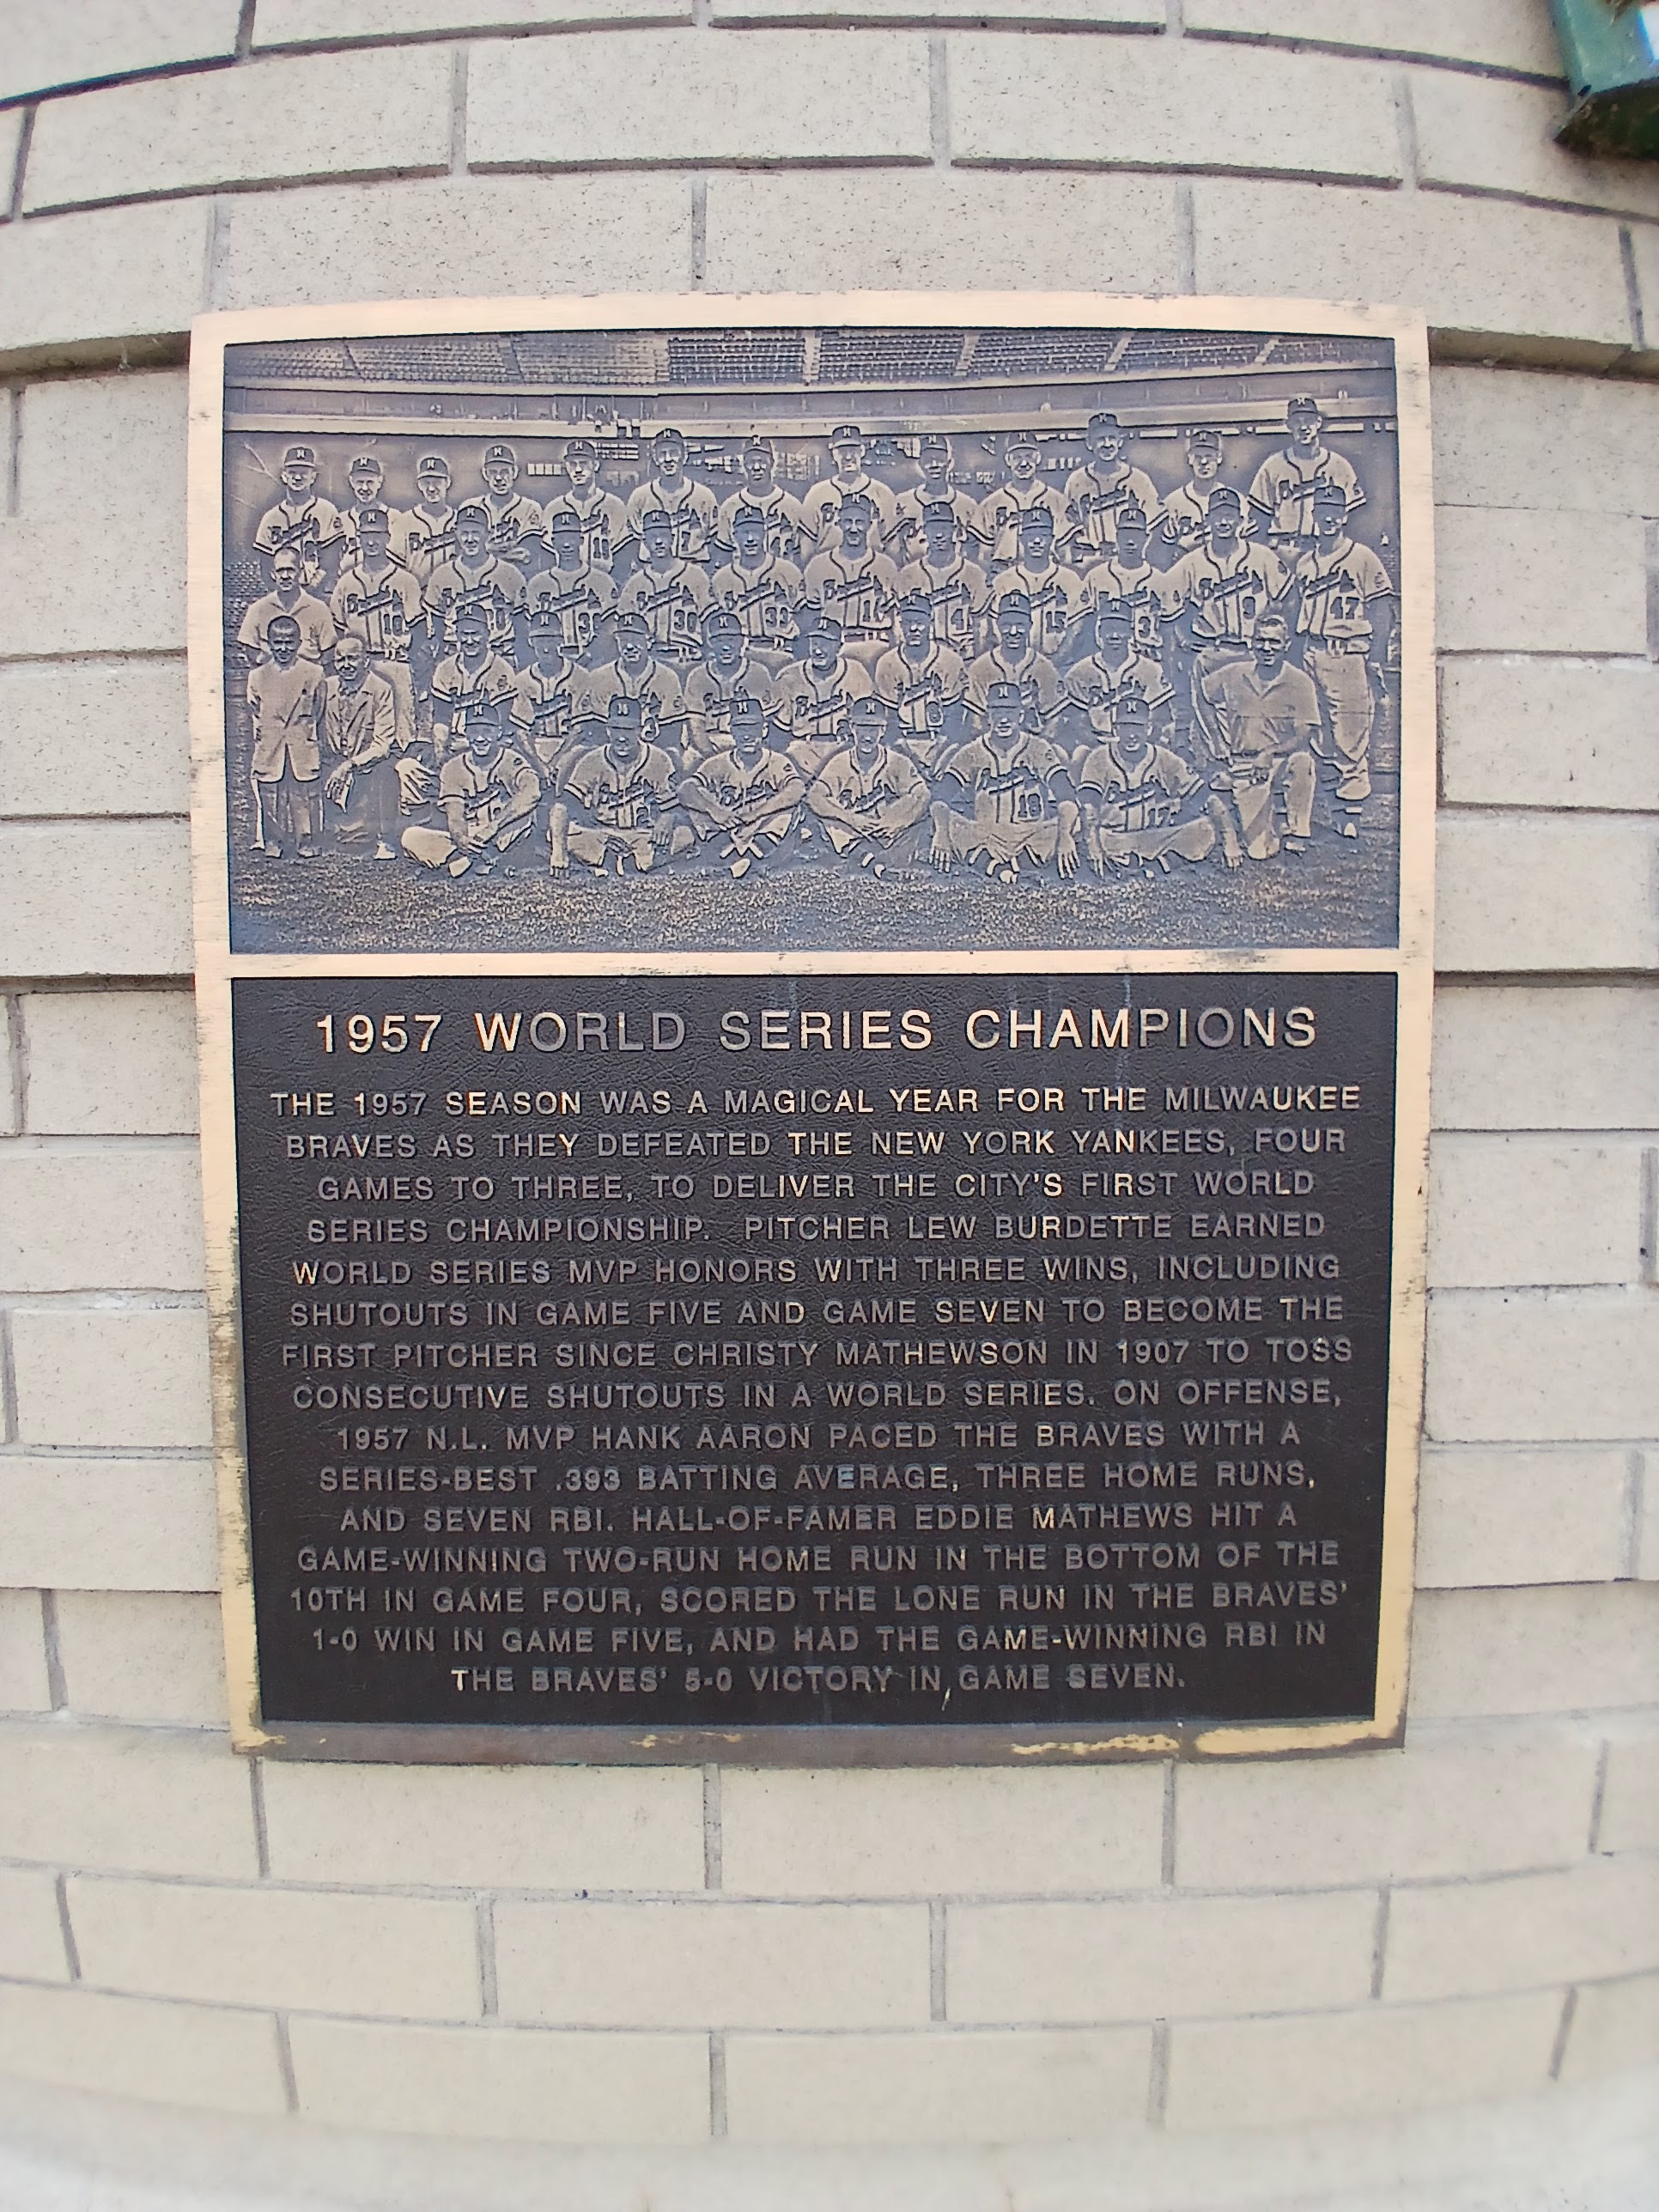 1957 WORLD SERIES CHAMPIONS
THE 1957 SEASON WAS A MAGICAL YEAR FOR THE MILWAUKEE
BRAVES AS THEY DEFEATED THE NEW YORK YANKEES, FOUR
GAMES TO THREE, TO DELIVER THE CITY'S FIRST WORLD
SERIES CHAMPIONSHIP. PITCHER LEW BURDETTE EARNED
WORLD SERIES MVP HONORS WITH THREE WINS, INCLUDING
SHUTOUTS IN GAME FIVE AND GAME SEVEN TO BECOME THE
FIRST PITCHER SINCE CHRISTY MATHEWSON IN 1907 TO TOSS
CONSECUTIVE SHUTOUTS IN A WORLD SERIES. ON OFFENSE,
1957 N.L. MVP HANK AARON PACED THE BRAVES WITH A
SERIES-BEST .393 BATTING AVERAGE, THREE HOME RUNS,
AND SEVEN RBI. HALL-OF-FAMER EDDIE MATHEWS HIT A
GAME-WINNING TWO-RUN HOME RUN IN THE BOTTOM OF THE
10TH IN GAME FOUR, SCORED THE LONE RUN IN THE BRAVES'
1-0 WIN IN GAME FIVE, AND HAD THE GAME-WINNING RBI IN
THE BRAVES' 5-0 VICTORY IN GAME SEVEN.